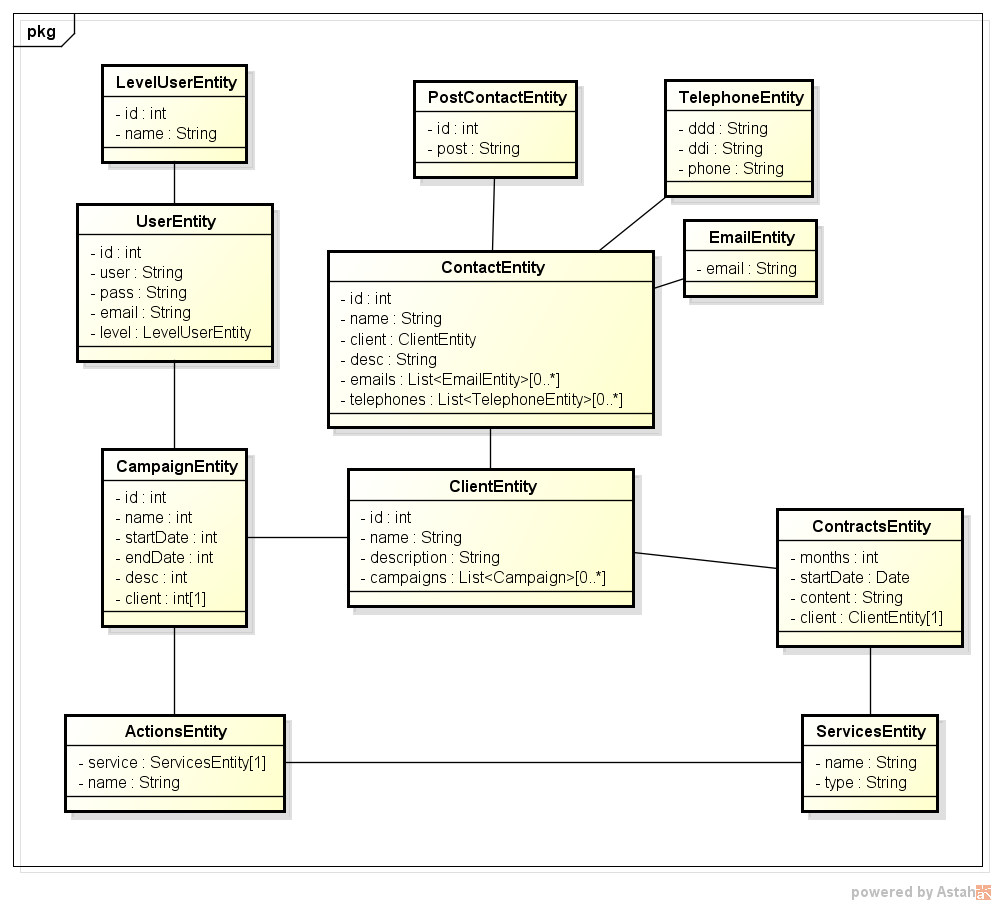 pkg
LevelUserEntity
- id : int
- name : String
PostContactEntity
- id : int
- post : String
TelephoneEntity
- ddd : String
- ddi : String
- phone : String
UserEntity
- id : int
- user : String
- pass : String
- email : String
- level : LevelUserEntity
EmailEntity
- email : String
ContactEntity
- id : int
- name : String
- client : ClientEntity
- desc : String
- emails : List<EmailEntity>[0..*]
- telephones : List<TelephoneEntity>[0..*]
CampaignEntity
- id : int
- name : int
- startDate : int
- endDate : int
- desc : int
- client : int[1]
ClientEntity
- id : int
- name : String
- description : String
- campaigns : List<Campaign>[0..*]
ContractsEntity
- months : int
- startDate : Date
- content : String
- client : ClientEntity[1]
ActionsEntity
- service : ServicesEntity[1]
- name : String
ServicesEntity
- name : String
- type : String
powered by Astah